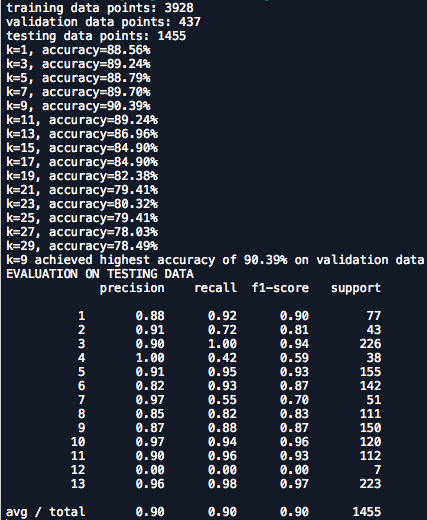 training data points: 3928
validation data points: 437
testing data points: 1455
k=1, accuracy=88.56%
k=3, accuracy=89.24%
k=5, accuracy=88.79%
k=7, accuracy=89.70%
k=9, accuracy=90.39%
k=11, accuracy=89.24%
k=13, accuracy=86.96%
k=15, accuracy=84.90%
k=17, accuracy=84.90%
k=19, accuracy=82.38%
k=21, accuracy=79.41%
k=23, accuracy=80.32%
k=25, accuracy=79.41%
k=27, accuracy=78.03%
k=29, accuracy=78.49%
k=9 achieved highest accuracy of 90.39% on validation data
EVALUATION ON TESTING DATA
precision recall f1-score support
1 0.88 0.92 0.90 77
2 0.91 0.72 0.81 43
3 0.90 1.00 0.94 226
4 1.00 0.42 0.59 38
5 0.91 0.95 0.93 155
6 0.82 0.93 0.87 142
7 0.97 0.55 0.70 51
8 0.85 0.82 0.83 111
9 0.87 0.88 0.87 150
10 0.97 0.94 0.96 120
11 0.90 0.96 0.93 112
12 0.00 0.00 0.00 7
13 0.96 0.98 0.97 223
avg / total 0.90 0.90 0.90 1455